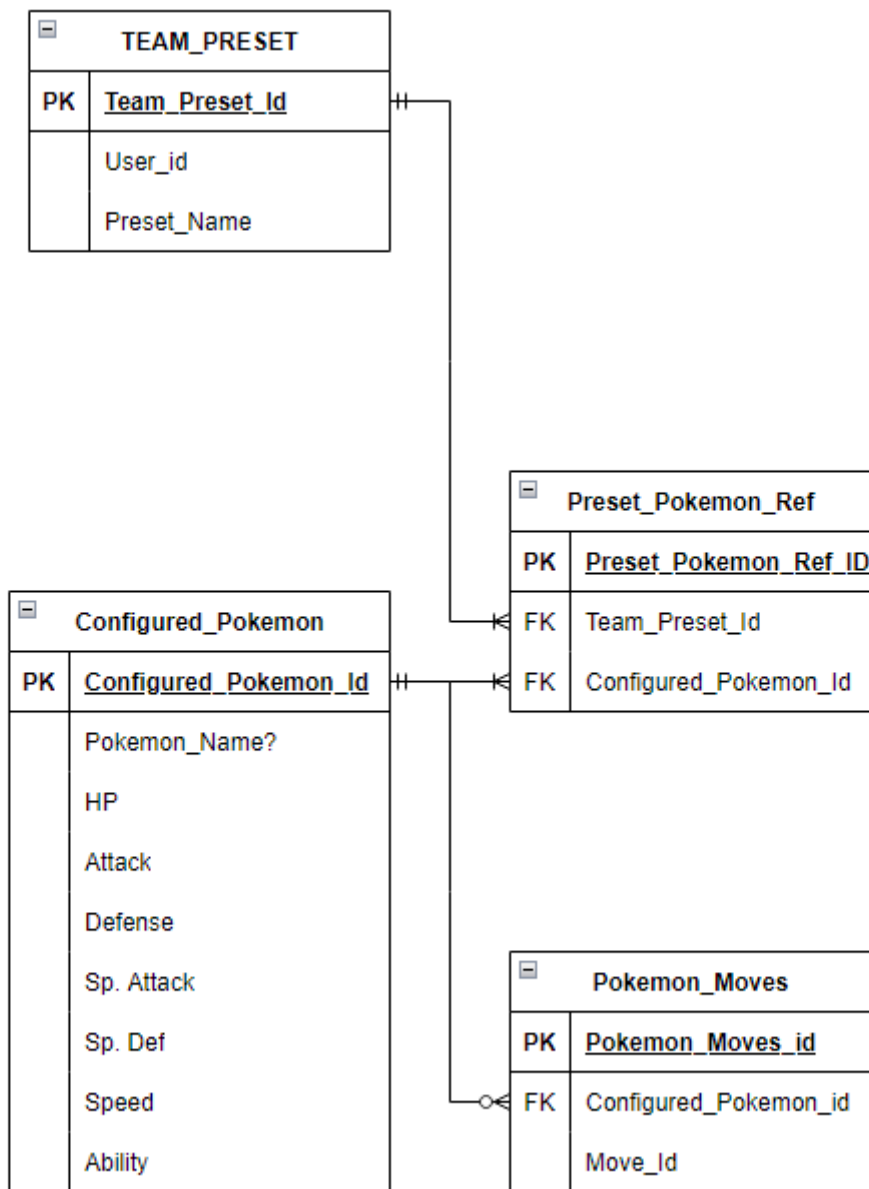 TEAM_PRESET
PK Team_Preset_Id
User_id
Preset_Name
Preset_Pokemon_Ref
PK Preset_Pokemon_Ref_ID
FK Team_Preset_Id
FK Configured_Pokemon_Id
Configured_Pokemon
PK Configured_Pokemon_Id
Pokemon_Name?
HP
Attack
Defense
Sp. Attack
Sp. Def
Speed
Ability
Pokemon_Moves
PK Pokemon_Moves_id
FK Configured_Pokemon_id
Move_Id